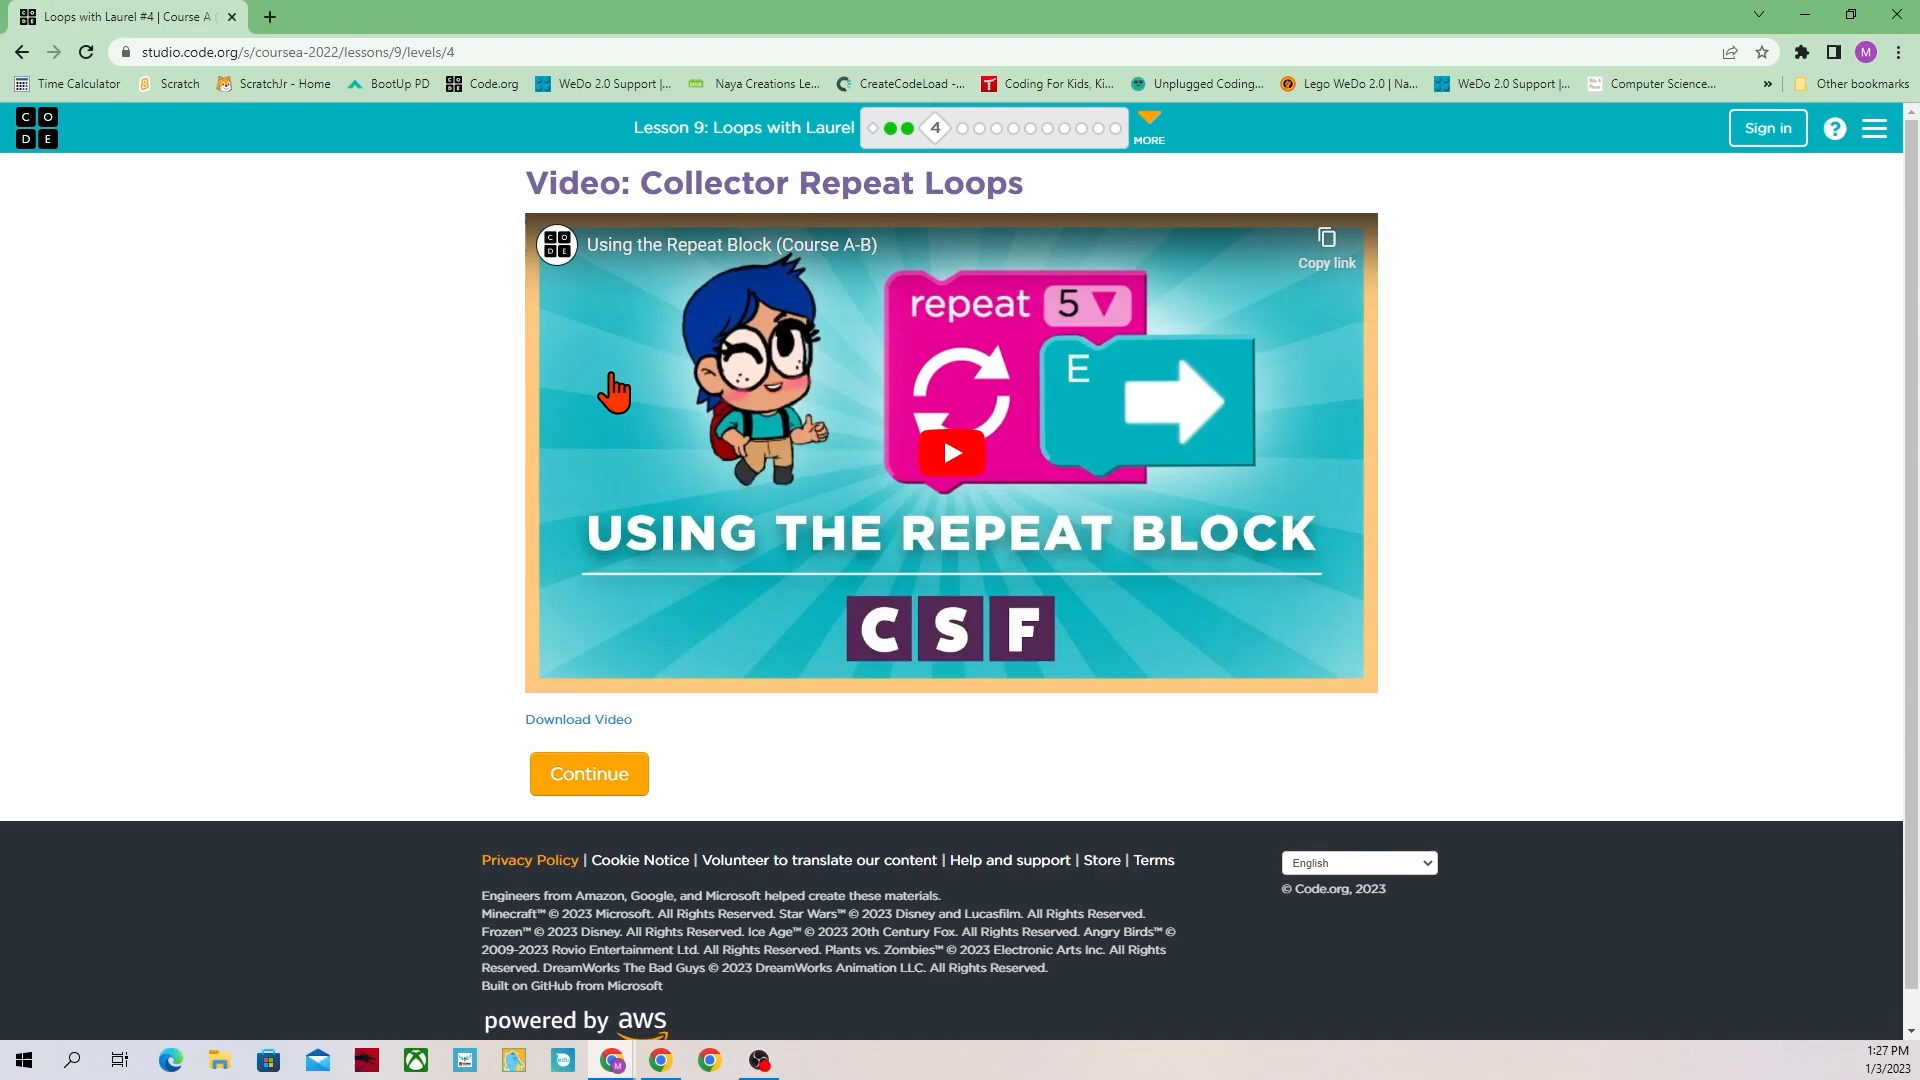 Loops with Laurel #4 | Course A (
studio.code.org/s/coursea-2022/lessons/9/levels/4
M
Time Calculator
Scratch
ScratchJr - Home
BootUp PD
Code.org
WeDo 2.0 Support |...
Naya Creations Le...
CreateCodeLoad -...
Coding For Kids, Ki...
Unplugged Coding...
Lego WeDo 2.0 | Na...
WeDo 2.0 Support |...
Computer Science...
»
Other bookmarks
C O
D E
Lesson 9: Loops with Laurel
4
MORE
Sign in
?
Video: Collector Repeat Loops
C O
D E
Using the Repeat Block (Course A-B)
Copy link
repeat 5
E
USING THE REPEAT BLOCK
C S F
Download Video
Continue
Privacy Policy | Cookie Notice | Volunteer to translate our content | Help and support | Store | Terms
English
© Code.org, 2023
Engineers from Amazon, Google, and Microsoft helped create these materials.
Minecraft™ © 2023 Microsoft. All Rights Reserved. Star Wars™ © 2023 Disney and Lucasfilm. All Rights Reserved.
Frozen™ © 2023 Disney. All Rights Reserved. Ice Age™ © 2023 20th Century Fox. All Rights Reserved. Angry Birds™ ©
2009-2023 Rovio Entertainment Ltd. All Rights Reserved. Plants vs. Zombies™ © 2023 Electronic Arts Inc. All Rights
Reserved. DreamWorks The Bad Guys © 2023 DreamWorks Animation LLC. All Rights Reserved.
Built on GitHub from Microsoft
powered by aws
1:27 PM
1/3/2023